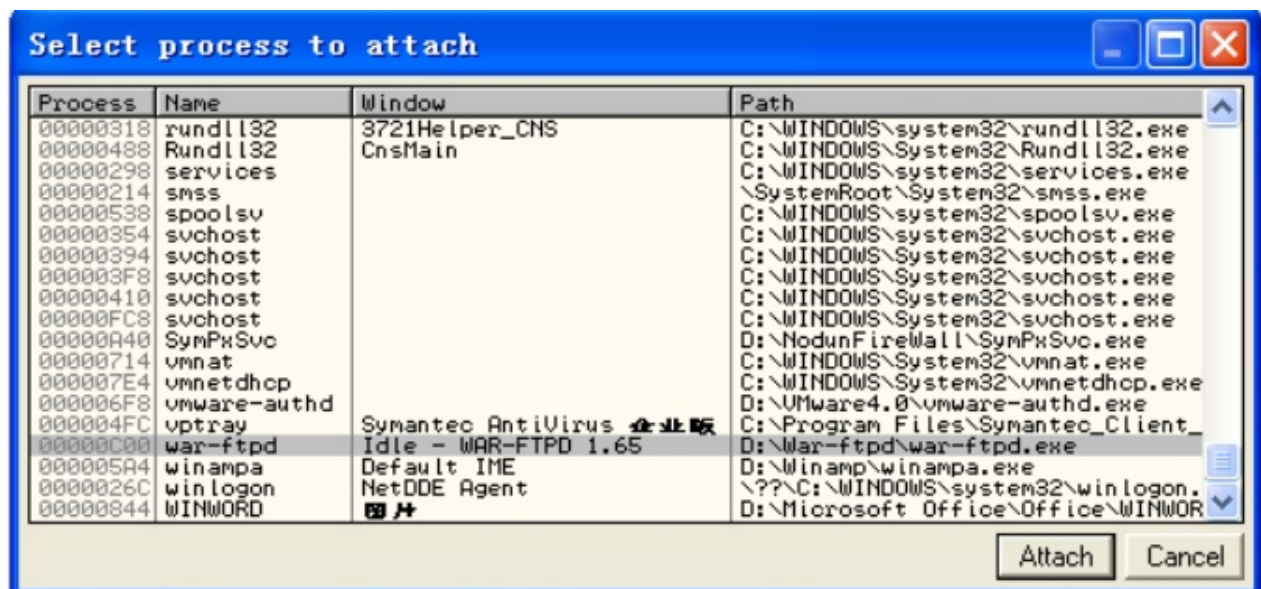 Select process to attach
Process Name Window Path
00000318 rundll32 3721Helper_CNS C:\WINDOWS\system32\rundll32.exe
00000488 Rundll32 CnsMain C:\WINDOWS\System32\Rundll32.exe
00000298 services C:\WINDOWS\system32\services.exe
00000214 smss \SystemRoot\System32\smss.exe
00000538 spoolsv C:\WINDOWS\system32\spoolsv.exe
00000354 svchost C:\WINDOWS\system32\svchost.exe
00000394 svchost C:\WINDOWS\System32\svchost.exe
000003F8 svchost C:\WINDOWS\System32\svchost.exe
00000410 svchost C:\WINDOWS\System32\svchost.exe
00000FC8 svchost C:\WINDOWS\System32\svchost.exe
00000A40 SymPxSvc D:\NodunFireWall\SymPxSvc.exe
00000714 vmnat C:\WINDOWS\System32\vmnat.exe
000007E4 vmnetdhcp C:\WINDOWS\System32\vmnetdhcp.exe
000006F8 vmware-authd D:\VMware4.0\vmware-authd.exe
000004FC vptray Symantec AntiVirus 企业版 C:\Program Files\Symantec_Client_
00000C00 war-ftpd Idle - WAR-FTPD 1.65 D:\War-ftpd\war-ftpd.exe
000005A4 winampa Default IME D:\Winamp\winampa.exe
0000026C winlogon NetDDE Agent \??\C:\WINDOWS\system32\winlogon.
00000844 WINWORD 图片 D:\Microsoft Office\Office\WINWOR
Attach Cancel